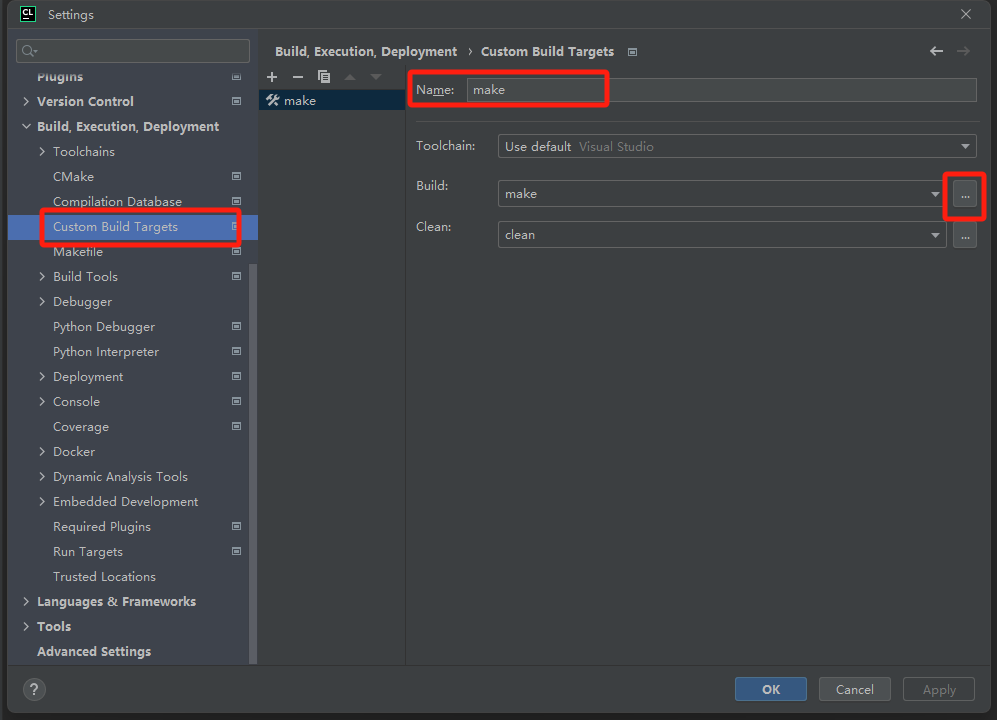 CL Settings
Build, Execution, Deployment › Custom Build Targets
Plugins
Version Control
Build, Execution, Deployment
Toolchains
CMake
Compilation Database
Custom Build Targets
Makefile
Build Tools
Debugger
Python Debugger
Python Interpreter
Deployment
Console
Coverage
Docker
Dynamic Analysis Tools
Embedded Development
Required Plugins
Run Targets
Trusted Locations
Languages & Frameworks
Tools
Advanced Settings
make
Name: make
Toolchain: Use default Visual Studio
Build: make ...
Clean: clean ...
? OK Cancel Apply